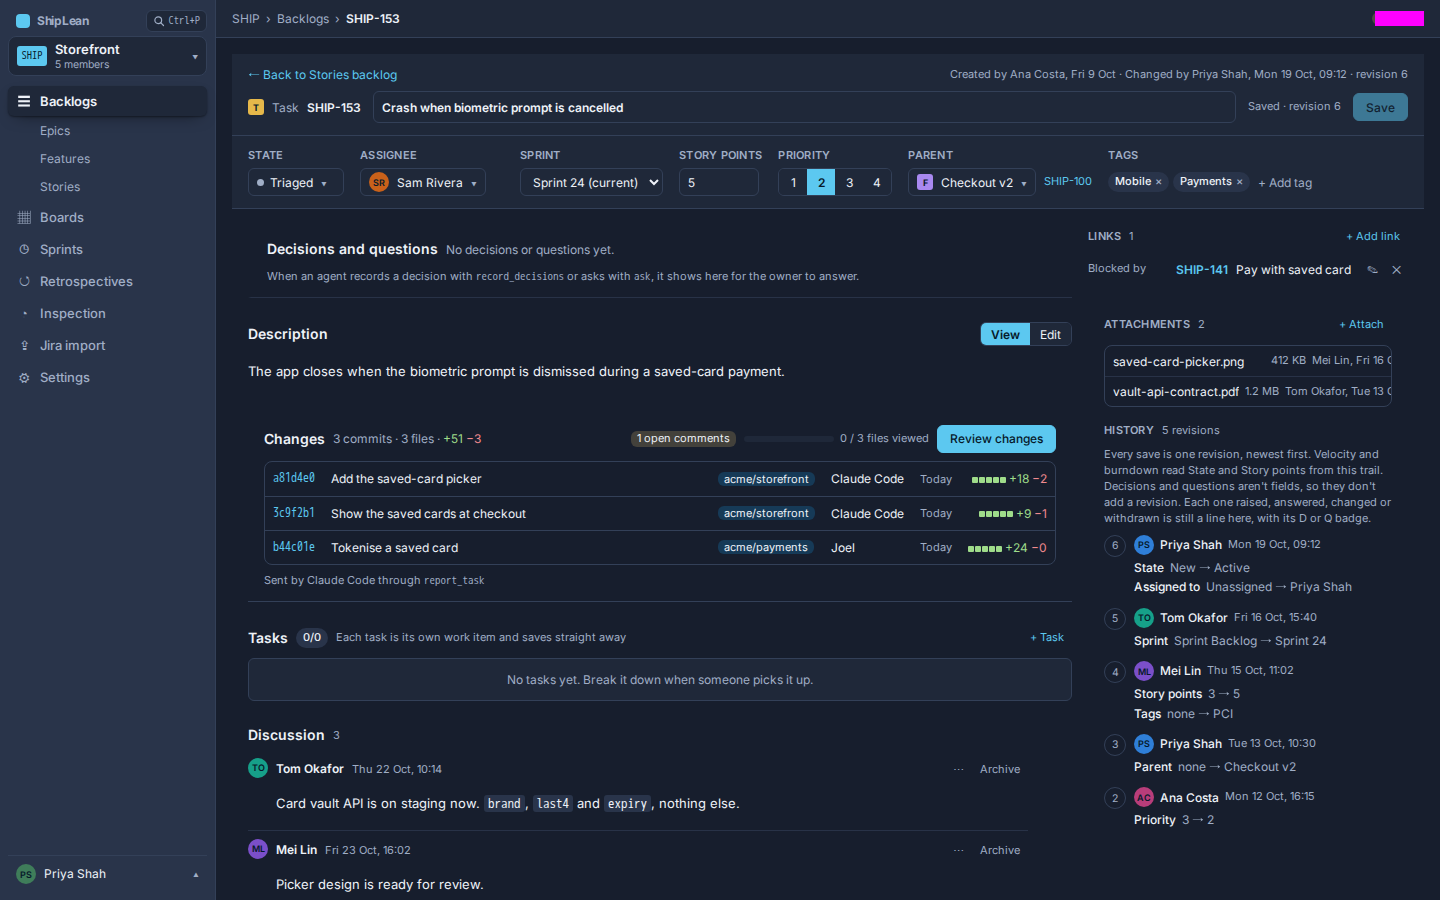 ShipLean
Ctrl+P
SHIP
Storefront
5 members
Backlogs
Epics
Features
Stories
Boards
Sprints
Retrospectives
Inspection
Jira import
Settings
PS Priya Shah
SHIP › Backlogs › SHIP-153
← Back to Stories backlog
Created by Ana Costa, Fri 9 Oct · Changed by Priya Shah, Mon 19 Oct, 09:12 · revision 6
T Task SHIP-153 Crash when biometric prompt is cancelled
Saved · revision 6
Save
STATE ASSIGNEE SPRINT STORY POINTS PRIORITY PARENT TAGS
Triaged SR Sam Rivera Sprint 24 (current) 5 1 2 3 4 F Checkout v2 SHIP-100 Mobile × Payments × + Add tag
Decisions and questions No decisions or questions yet.
When an agent records a decision with record_decisions or asks with ask, it shows here for the owner to answer.
Description
View Edit
The app closes when the biometric prompt is dismissed during a saved-card payment.
Changes 3 commits · 3 files · +51 −3
1 open comments 0 / 3 files viewed Review changes
a81d4e0 Add the saved-card picker acme/storefront Claude Code Today +18 −2
3c9f2b1 Show the saved cards at checkout acme/storefront Claude Code Today +9 −1
b44c01e Tokenise a saved card acme/payments Joel Today +24 −0
Sent by Claude Code through report_task
Tasks 0/0 Each task is its own work item and saves straight away + Task
No tasks yet. Break it down when someone picks it up.
Discussion 3
TO Tom Okafor Thu 22 Oct, 10:14 ··· Archive
Card vault API is on staging now. brand, last4 and expiry, nothing else.
ML Mei Lin Fri 23 Oct, 16:02 ··· Archive
Picker design is ready for review.
LINKS 1 + Add link
Blocked by SHIP-141 Pay with saved card
ATTACHMENTS 2 + Attach
saved-card-picker.png 412 KB Mei Lin, Fri 16
vault-api-contract.pdf 1.2 MB Tom Okafor, Tue 13
HISTORY 5 revisions
Every save is one revision, newest first. Velocity and
burndown read State and Story points from this trail.
Decisions and questions aren't fields, so they don't
add a revision. Each one raised, answered, changed or
withdrawn is still a line here, with its D or Q badge.
6 PS Priya Shah Mon 19 Oct, 09:12
State New → Active
Assigned to Unassigned → Priya Shah
5 TO Tom Okafor Fri 16 Oct, 15:40
Sprint Sprint Backlog → Sprint 24
4 ML Mei Lin Thu 15 Oct, 11:02
Story points 3 → 5
Tags none → PCI
3 PS Priya Shah Tue 13 Oct, 10:30
Parent none → Checkout v2
2 AC Ana Costa Mon 12 Oct, 16:15
Priority 3 → 2